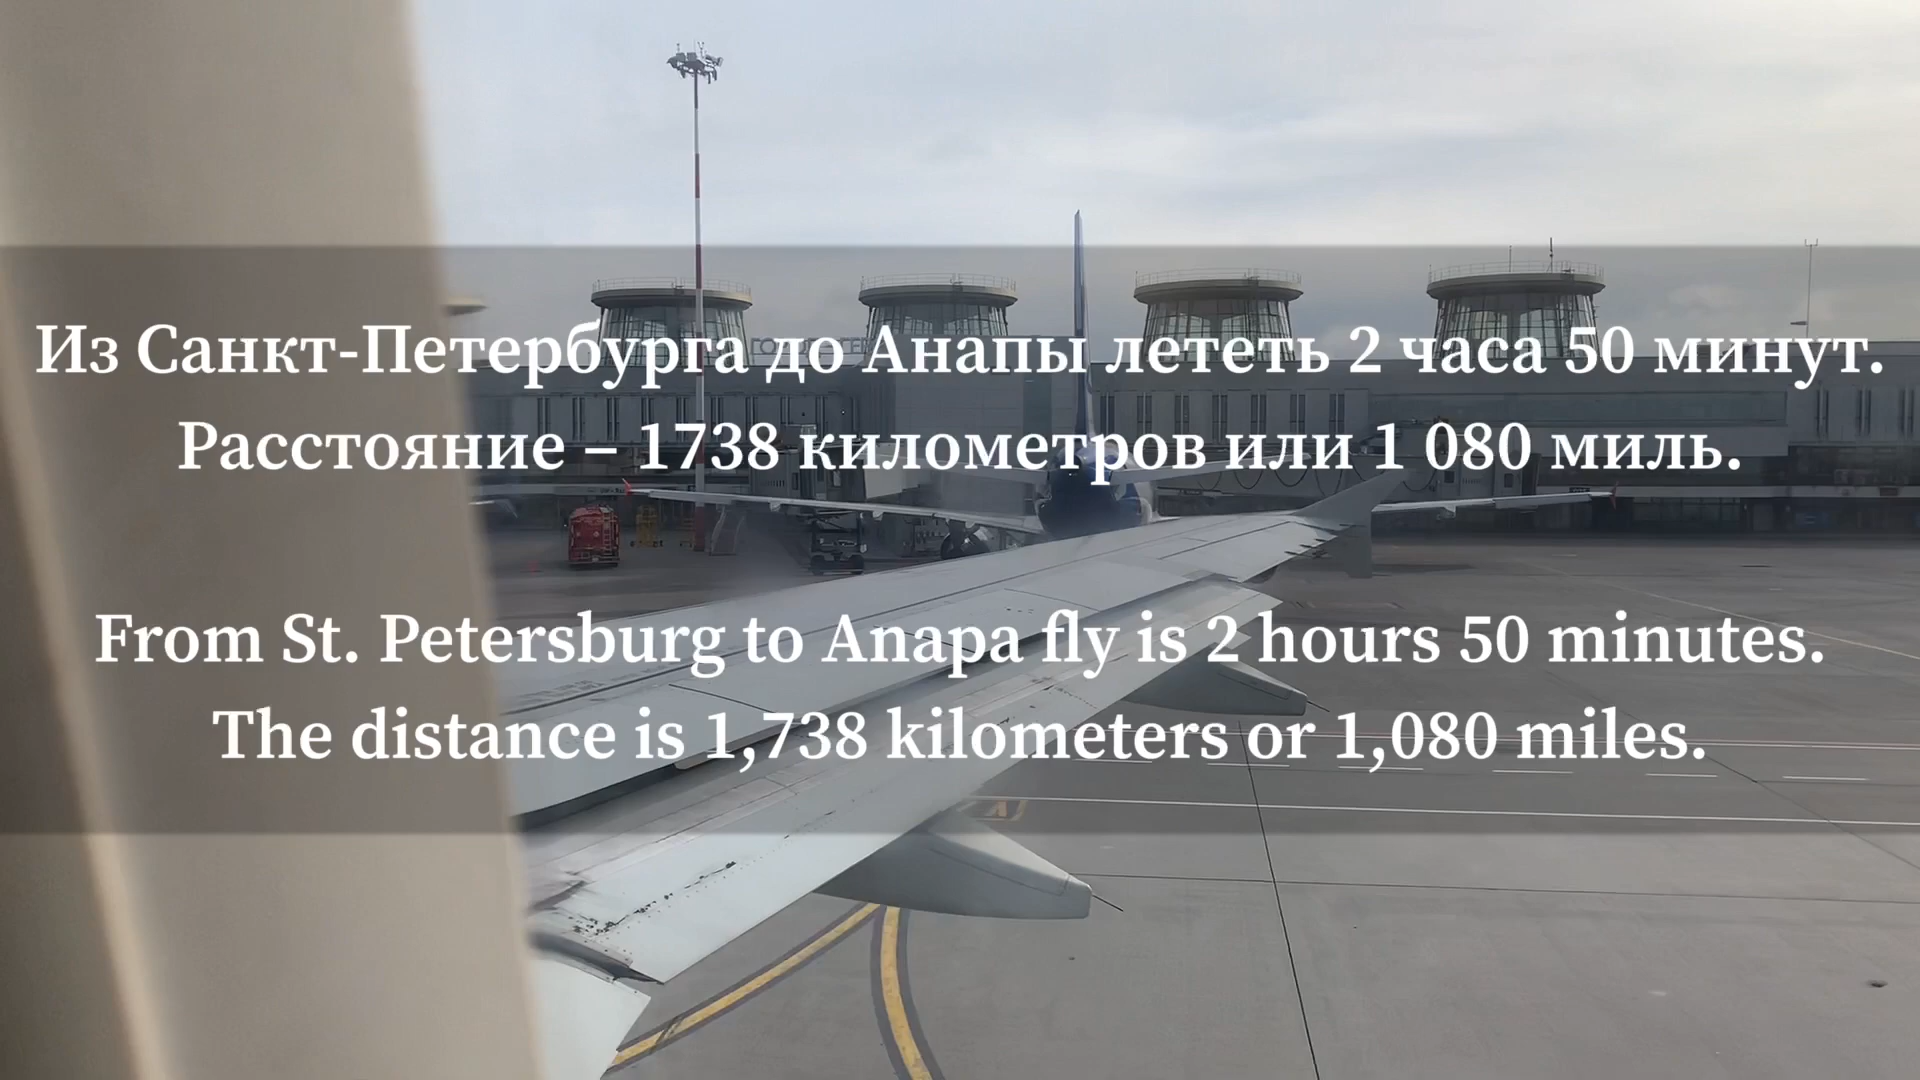 Из Санкт-Петербурга до Анапы лететь 2 часа 50 минут.
Расстояние – 1738 километров или 1 080 миль.
From St. Petersburg to Anapa fly is 2 hours 50 minutes.
The distance is 1,738 kilometers or 1,080 miles.